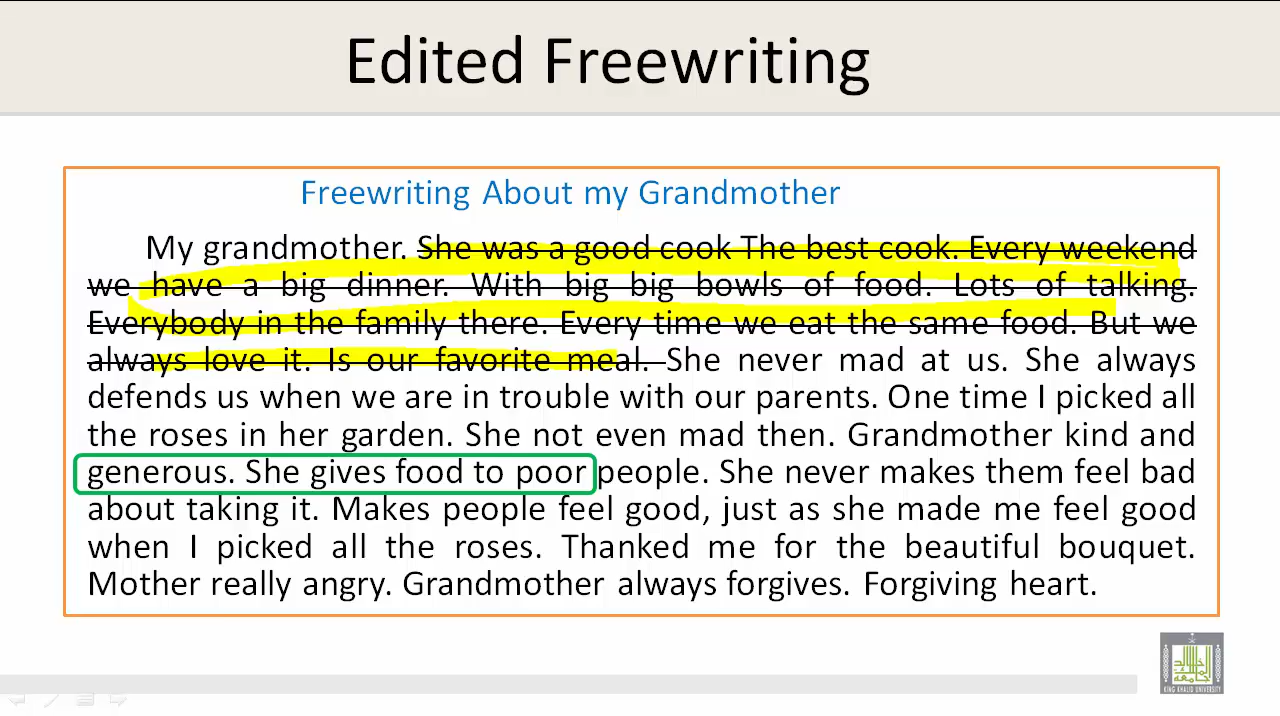 Edited Freewriting
Freewriting About my Grandmother
My grandmother. She was a good cook The best cook. Every weekend
we have a big dinner. With big big bowls of food. Lots of talking.
Everybody in the family there. Every time we eat the same food. But we
always love it. Is our favorite meal. She never mad at us. She always
defends us when we are in trouble with our parents. One time I picked all
the roses in her garden. She not even mad then. Grandmother kind and
generous. She gives food to poor people. She never makes them feel bad
about taking it. Makes people feel good, just as she made me feel good
when I picked all the roses. Thanked me for the beautiful bouquet.
Mother really angry. Grandmother always forgives. Forgiving heart.
KING KHALID UNIVERSITY